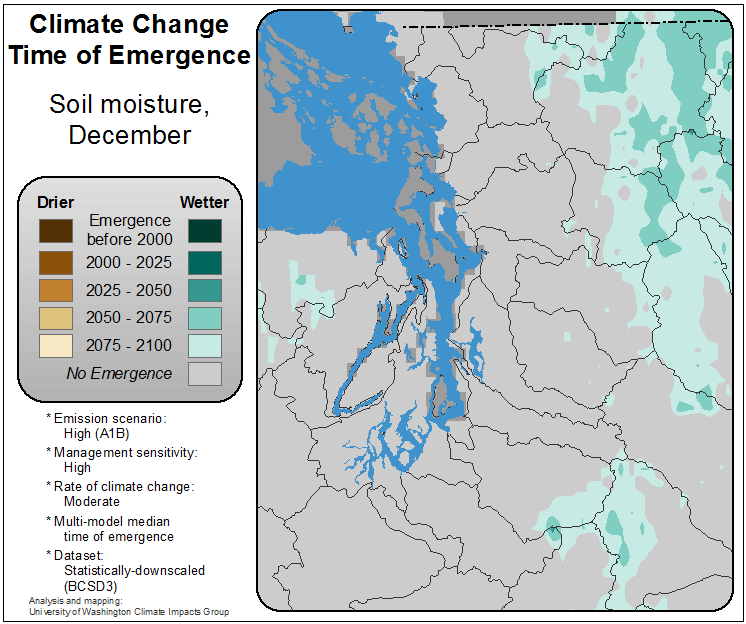 Climate Change
Time of Emergence
Soil moisture,
December
Drier Wetter
Emergence
before 2000
2000 - 2025
2025 - 2050
2050 - 2075
2075 - 2100
No Emergence
* Emission scenario:
High (A1B)
* Management sensitivity:
High
* Rate of climate change:
Moderate
* Multi-model median
time of emergence
* Dataset:
Statistically-downscaled
(BCSD3)
Analysis and mapping:
University of Washington Climate Impacts Group